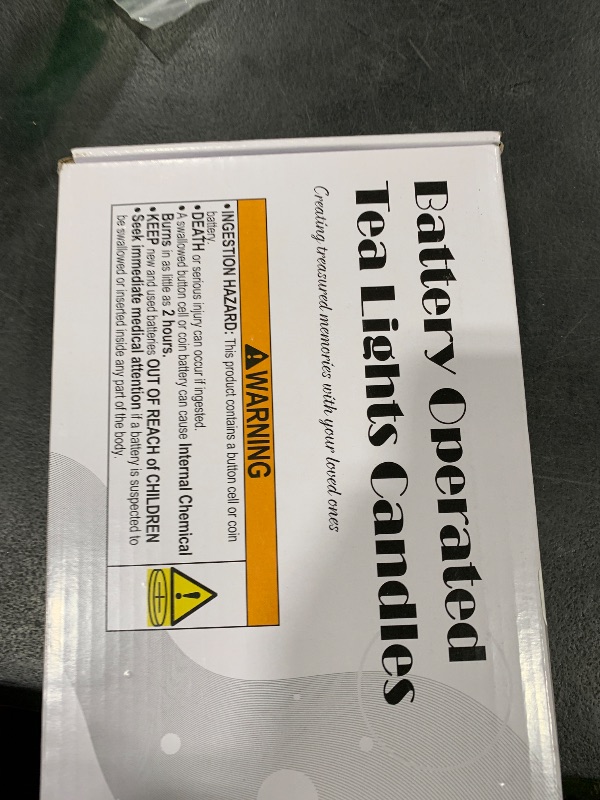 Battery Operated
Tea Lights Candles
Creating treasured memories with your loved ones
WARNING
• INGESTION HAZARD: This product contains a button cell or coin
battery.
• DEATH or serious injury can occur if ingested.
• A swallowed button cell or coin battery can cause Internal Chemical
Burns in as little as 2 hours.
• KEEP new and used batteries OUT OF REACH of CHILDREN
• Seek immediate medical attention if a battery is suspected to
be swallowed or inserted inside any part of the body.